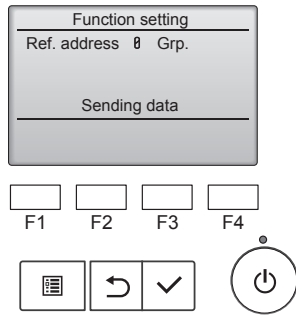 Function setting
Ref. address 0 Grp.
Sending data
F1 F2 F3 F4